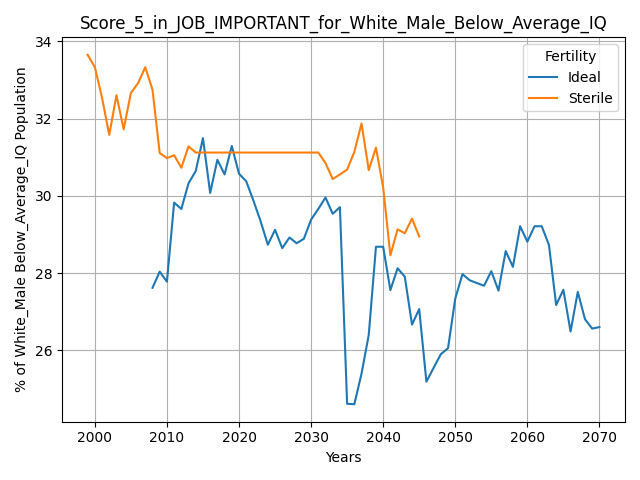 Score_5_in_JOB_IMPORTANT_for_White_Male_Below_Average_IQ
% of White_Male Below_Average_IQ Population
34
32
30
28
26
Fertility
Ideal
Sterile
2000 2010 2020 2030 2040 2050 2060 2070
Years